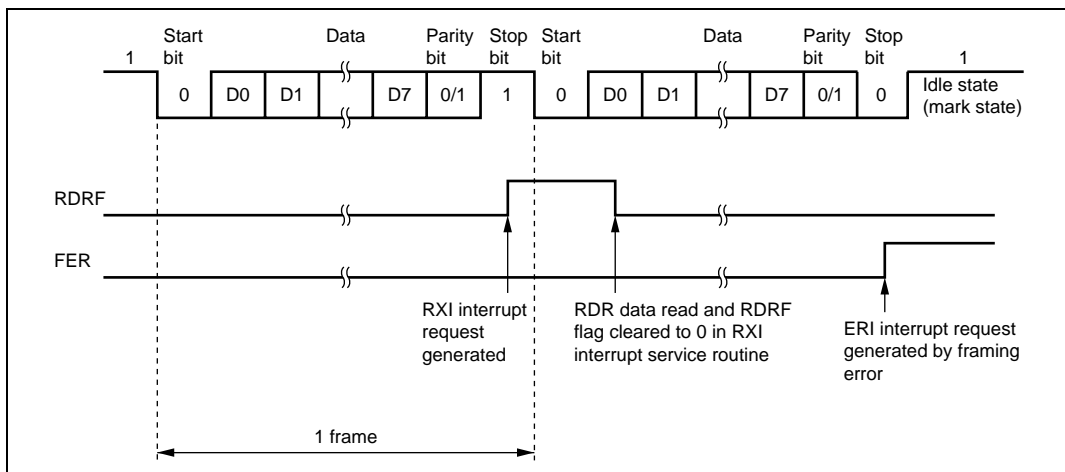 Start bit Data Parity bit Stop bit Start bit Data Parity bit Stop bit
1 1
0 D0 D1 D7 0/1 1 0 D0 D1 D7 0/1 0
Idle state
(mark state)
RDRF
FER
RXI interrupt
request
generated
RDR data read and RDRF
flag cleared to 0 in RXI
interrupt service routine
ERI interrupt request
generated by framing
error
1 frame